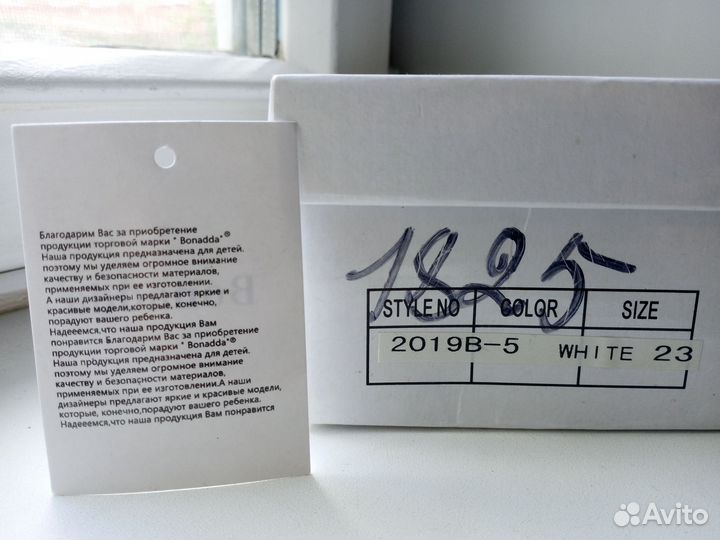 Благодарим Вас за приобретение
продукции торговой марки " Bonadda"®
Наша продукция предназначена для детей.
поэтому мы уделяем огромное внимание
качеству и безопасности материалов,
применяемых при ее изготовлении.
А наши дизайнеры предлагают яркие и
красивые модели,которые, конечно,
порадуют вашего ребенка.
Надееемся,что наша продукция Вам
понравится Благодарим Вас за приобретение
продукции торговой марки " Bonadda"®
Наша продукция предназначена для детей.
поэтому мы уделяем огромное внимание
качеству и безопасности материалов,
применяемых при ее изготовлении.А наши
дизайнеры предлагают яркие и красивые модели,
которые, конечно,порадуют вашего ребенка.
Надееемся,что наша продукция Вам понравится
1825
STYLE NO COLOR SIZE
2019B-5 WHITE 23
Avito